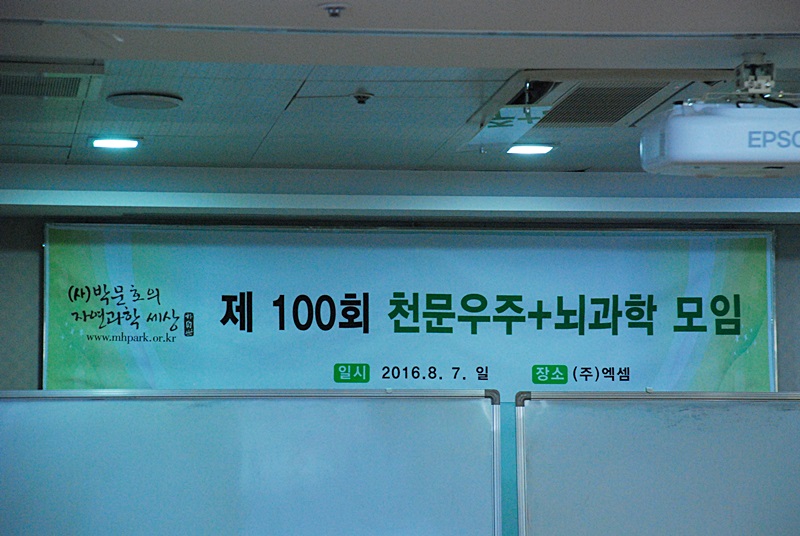 (사)박문호의
자연과학 세상
www.mhpark.or.kr
제 100회 천문우주+뇌과학 모임
일시 2016.8. 7. 일 장소 (주)엑셈